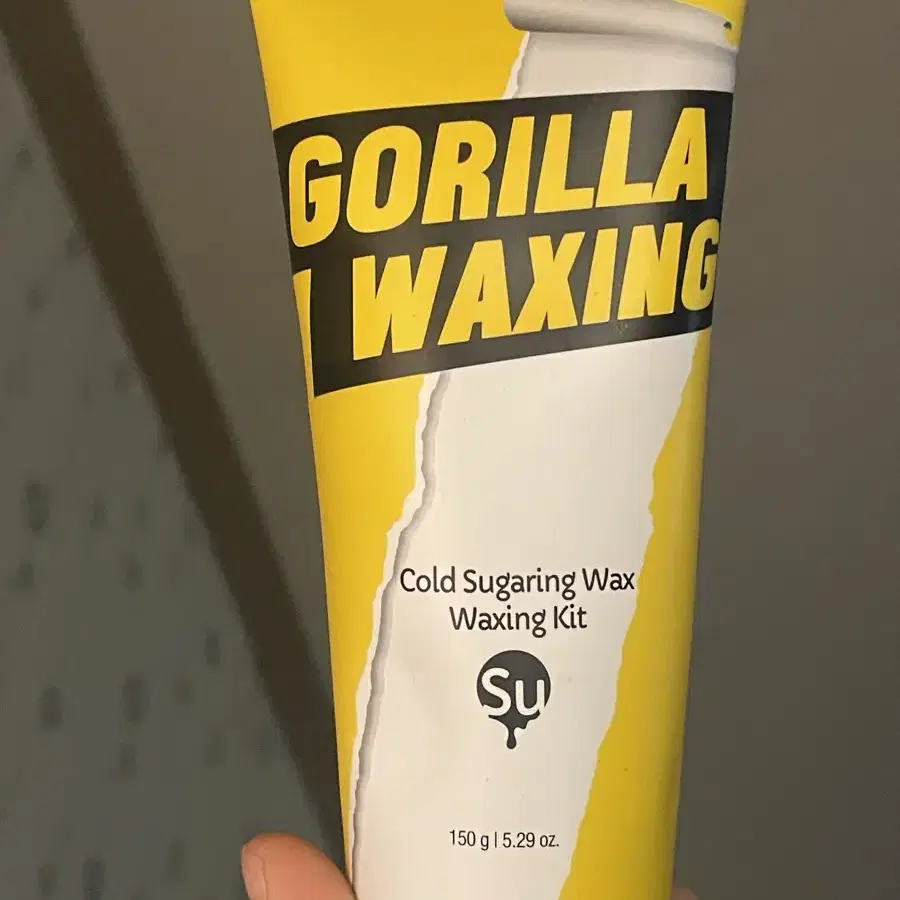 GORILLA
WAXING
Cold Sugaring Wax
Waxing Kit
Su
150 g | 5.29 oz.